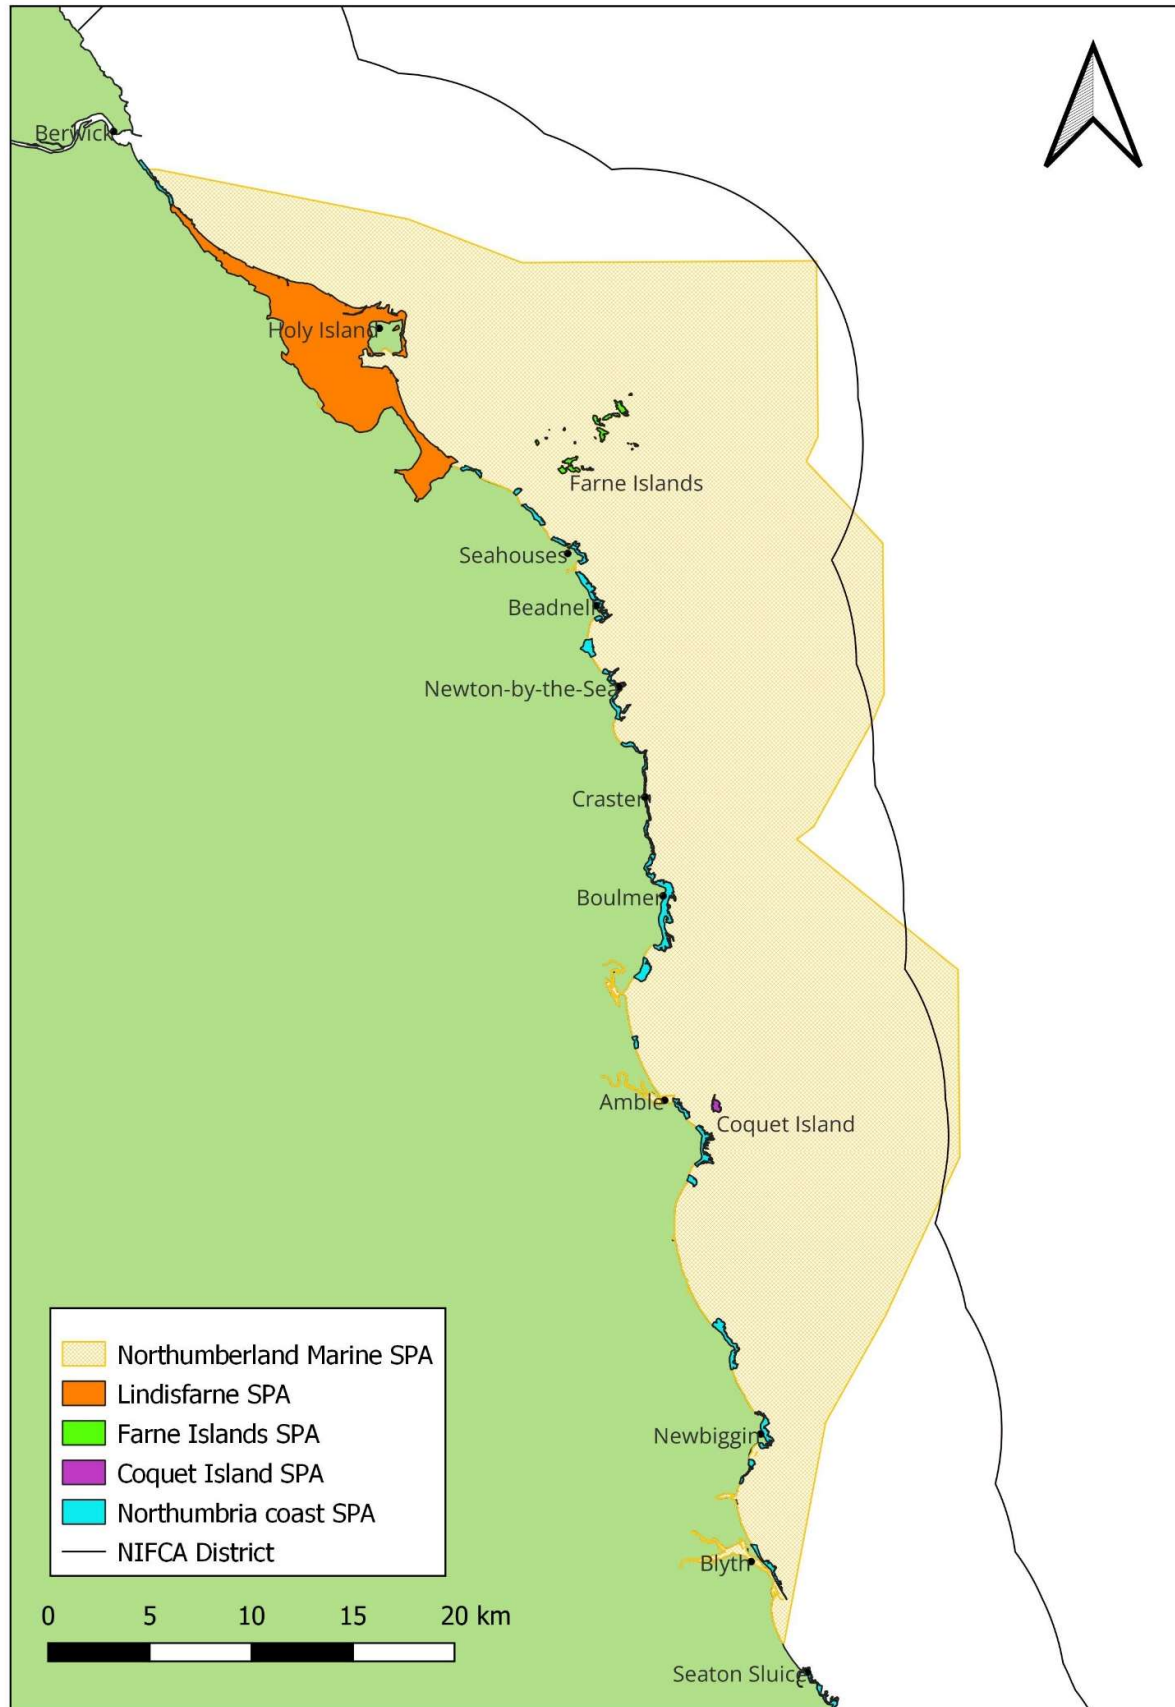 Berwick
Holy Island
Farne Islands
Seahouses
Beadnell
Newton-by-the-Sea
Craster
Boulmer
Amble
Coquet Island
Newbiggin
Blyth
Seaton Sluice
Northumberland Marine SPA
Lindisfarne SPA
Farne Islands SPA
Coquet Island SPA
Northumbria coast SPA
NIFCA District
0 5 10 15 20 km